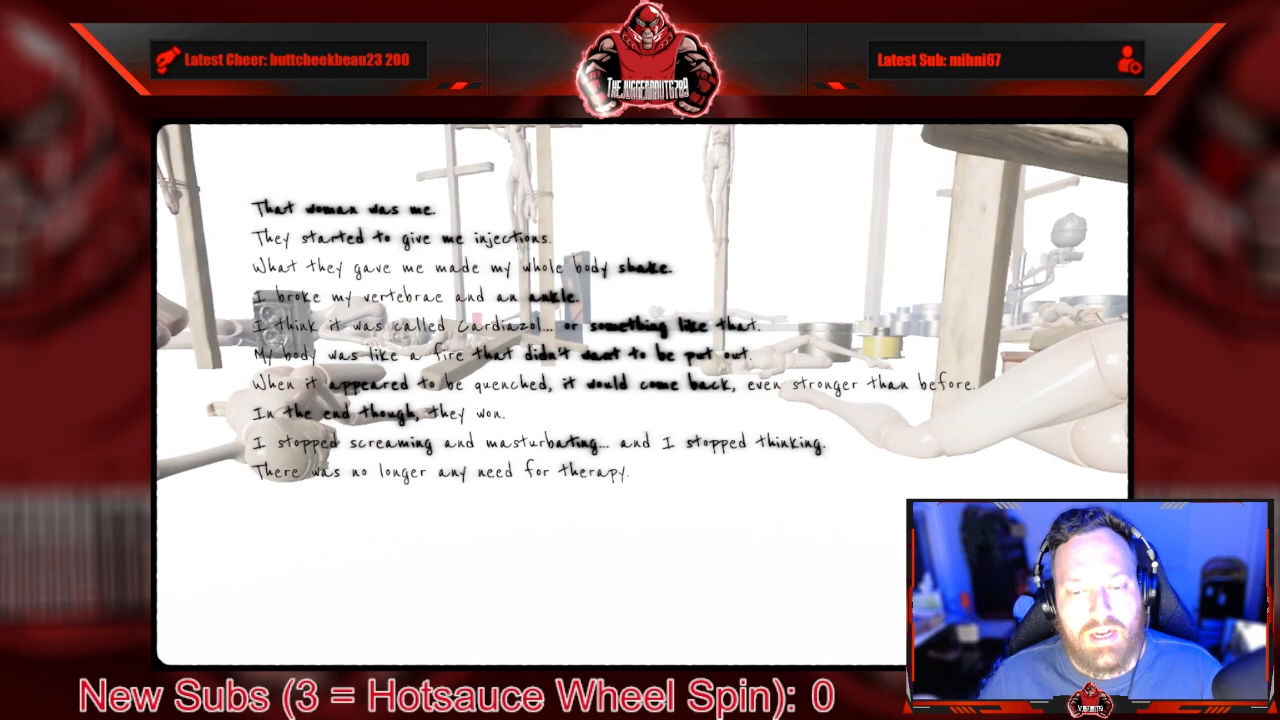 Latest Cheer: buttcheekbeau23 200
THEJUGGERNAUT6789
Latest Sub: mihni67
That woman was me.
They started to give me injections.
What they gave me made my whole body shake.
I broke my vertebrae and an ankle.
I think it was called Cardiazol... or something like that.
My body was like a fire that didn't want to be put out.
When it appeared to be quenched, it would come back, even stronger than before.
In the end though, they won.
I stopped screaming and masturbating... and I stopped thinking.
There was no longer any need for therapy.
New Subs (3 = Hotsauce Wheel Spin): 0